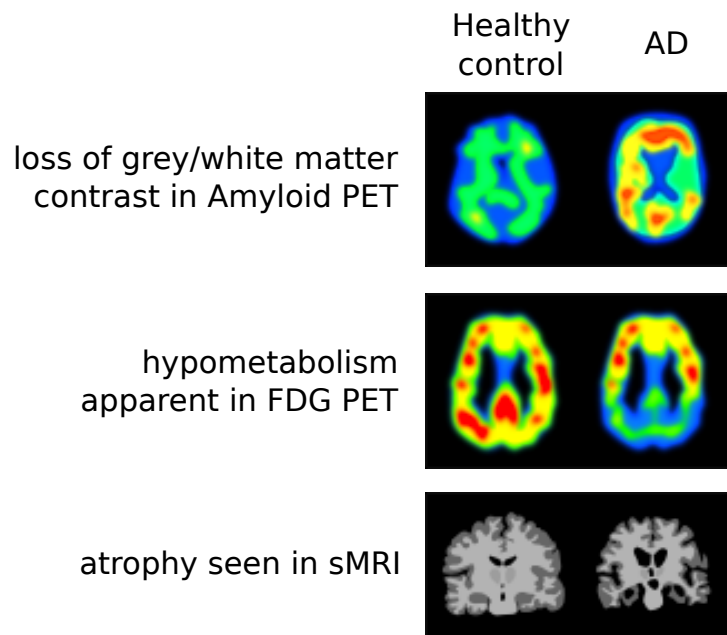 Healthy
control
AD
loss of grey/white matter
contrast in Amyloid PET
hypometabolism
apparent in FDG PET
atrophy seen in sMRI